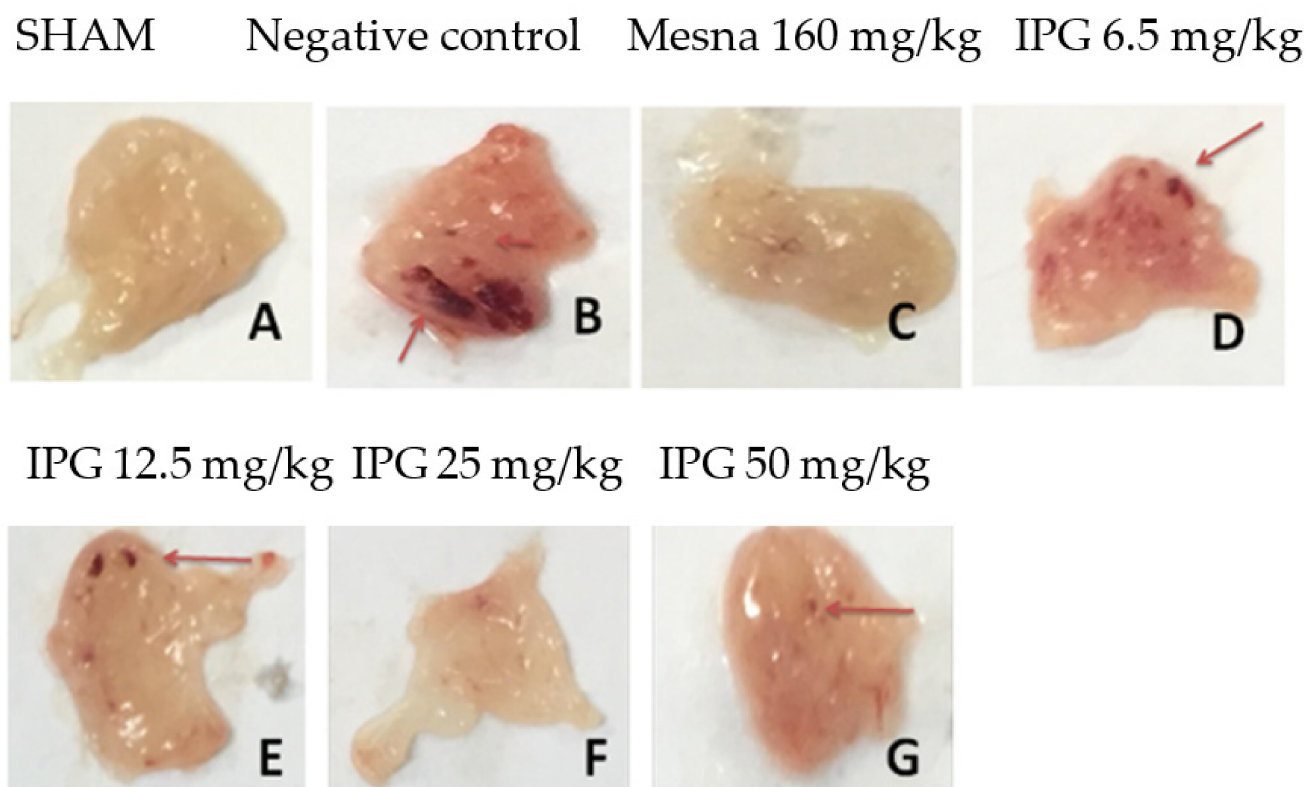 SHAM Negative control Mesna 160 mg/kg IPG 6.5 mg/kg
A B C D
IPG 12.5 mg/kg IPG 25 mg/kg IPG 50 mg/kg
E F G